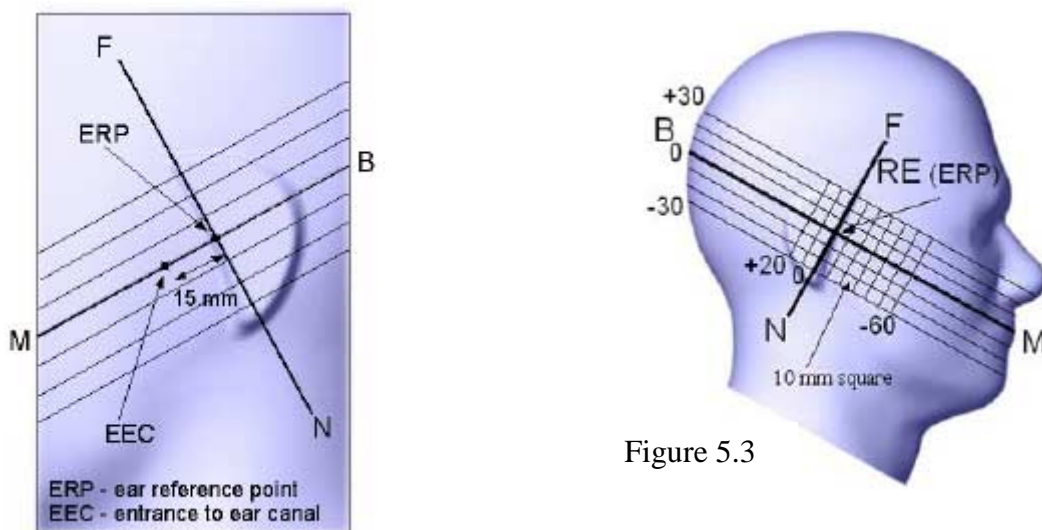 F
ERP
B
15 mm
M
EEC
N
ERP - ear reference point
EEC - entrance to ear canal
+30
B
0
-30
F
RE (ERP)
+20
0
N
-60
M
10 mm square
Figure 5.3